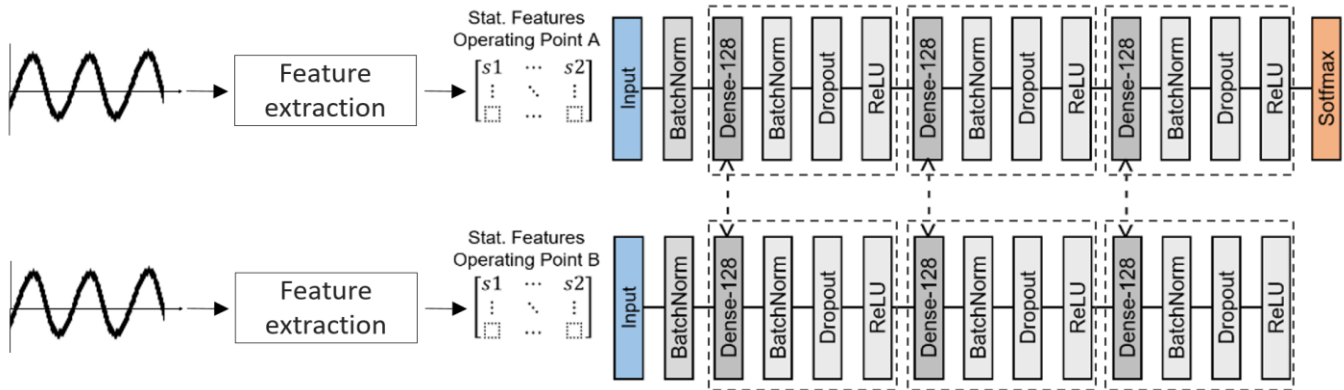 Feature
extraction
Stat. Features
Operating Point A
s1 ⋯ s2
⋮ ⋱ ⋮
…
Input
BatchNorm
Dense-128
BatchNorm
Dropout
ReLU
Dense-128
BatchNorm
Dropout
ReLU
Dense-128
BatchNorm
Dropout
ReLU
Sotfmax
Feature
extraction
Stat. Features
Operating Point B
s1 ⋯ s2
⋮ ⋱ ⋮
…
Input
BatchNorm
Dense-128
BatchNorm
Dropout
ReLU
Dense-128
BatchNorm
Dropout
ReLU
Dense-128
BatchNorm
Dropout
ReLU